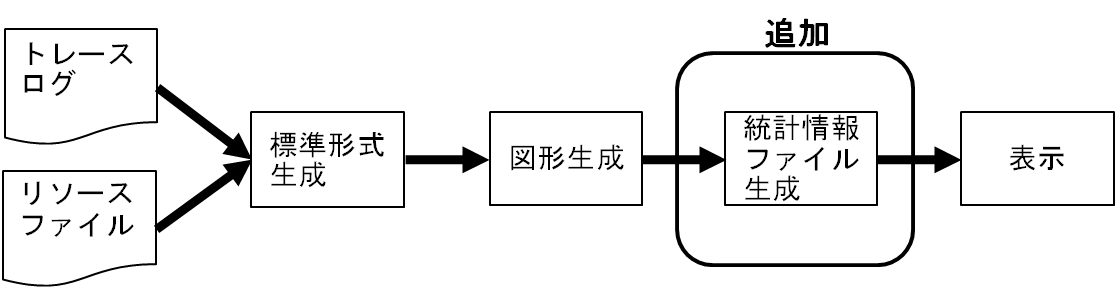 トレース
ログ
リソース
ファイル
標準形式
生成
図形生成
追加
統計情報
ファイル
生成
表示